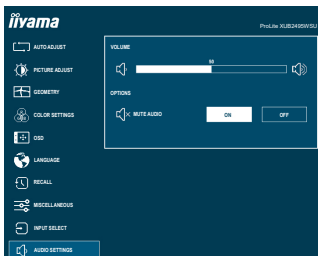 iiyama
ProLite XUB2495WSU
AUTO ADJUST
PICTURE ADJUST
GEOMETRY
COLOR SETTINGS
OSD
LANGUAGE
RECALL
MISCELLANEOUS
INPUT SELECT
AUDIO SETTINGS
VOLUME
50
OPTIONS
MUTE AUDIO
ON
OFF